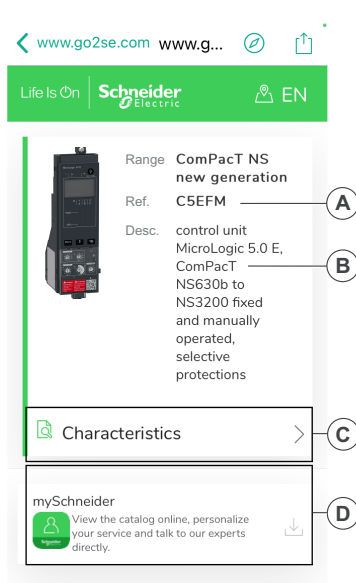 www.go2se.com www.g...
Life Is On Schneider Electric EN
Range ComPacT NS
new generation
Ref. C5EFM
A
Desc. control unit
MicroLogic 5.0 E,
ComPacT
B
NS630b to
NS3200 fixed
and manually
operated,
selective
protections
Characteristics
C
mySchneider
View the catalog online, personalize
your service and talk to our experts
directly.
D